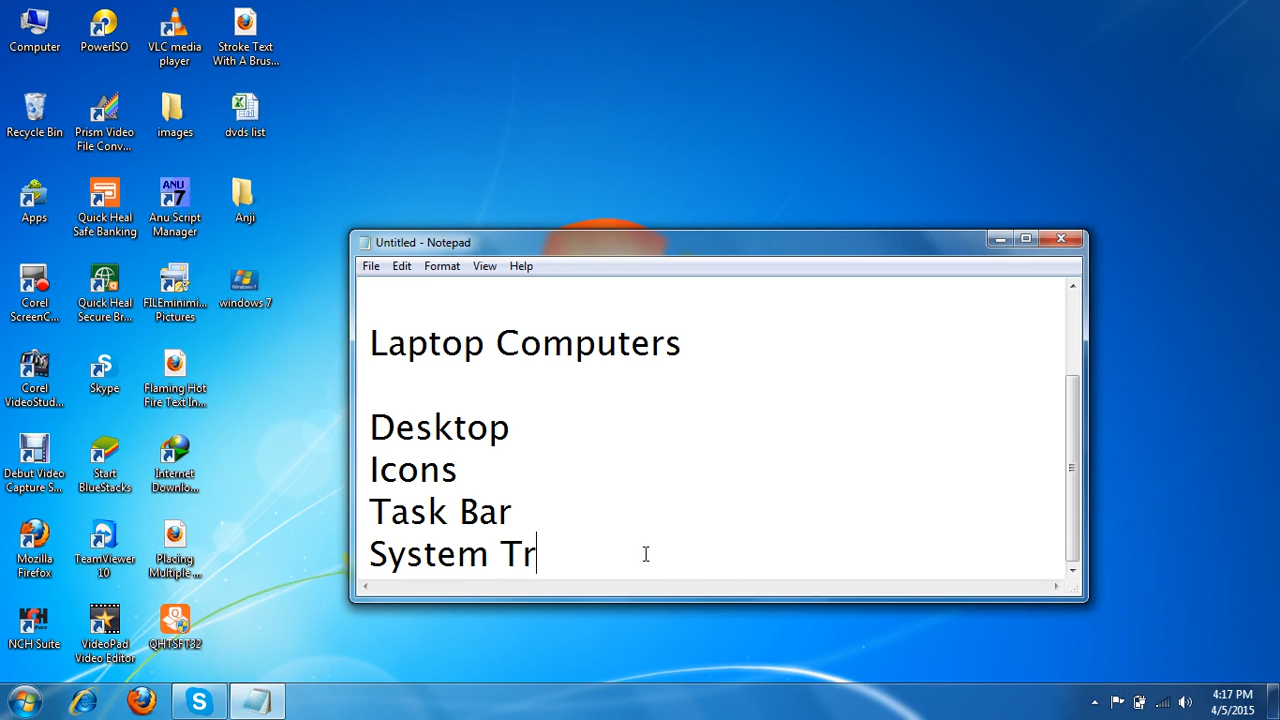 Computer
PowerISO
VLC media
player
Stroke Text
With A Brus...
Recycle Bin
Prism Video
File Conv...
images
dvds list
Apps
Quick Heal
Safe Banking
ANU
7
Anu Script
Manager
Anji
Corel
ScreenC...
Quick Heal
Secure Br...
FILEminimi...
Pictures
windows 7
Corel
VideoStud...
Skype
Flaming Hot
Fire Text In...
Debut Video
Capture S...
Start
BlueStacks
Internet
Downlo...
Mozilla
Firefox
TeamViewer
10
Placing
Multiple ...
NCH Suite
VideoPad
Video Editor
QHTSFT32
Untitled - Notepad
File Edit Format View Help
Laptop Computers
Desktop
Icons
Task Bar
System Tr
4:17 PM
4/5/2015